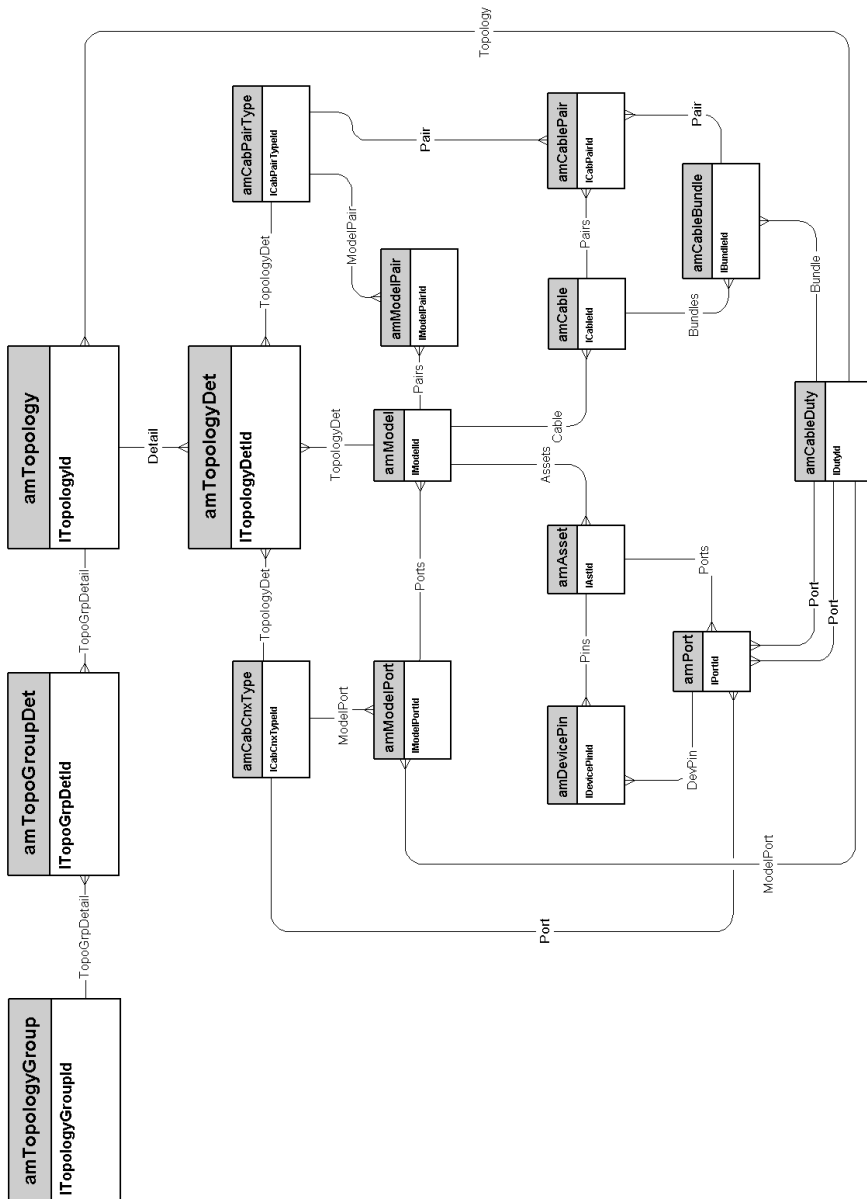 amTopologyGroup
lTopologyGroupId
TopoGrpDetail
amTopoGroupDet
lTopoGrpDetId
TopoGrpDetail
amTopology
lTopologyId
Detail
Topology
amTopologyDet
lTopologyDetId
amCabCnxType
lCabCnxTypeId
TopologyDet
TopologyDet
amCabPairType
lCabPairTypeId
ModelPort
TopologyDet
ModelPair
Pair
amModelPort
lModelPortId
Ports
amModel
lModelId
Pairs
amModelPair
lModelPairId
Port
Assets
Cable
amDevicePin
lDevicePinId
Pins
amAsset
lAstId
amCable
lCableId
Pairs
amCablePair
lCabPairId
DevPin
Ports
Bundles
Pair
amPort
lPortId
amCableBundle
lBundleId
ModelPort
Port
Port
Bundle
amCableDuty
lDutyId